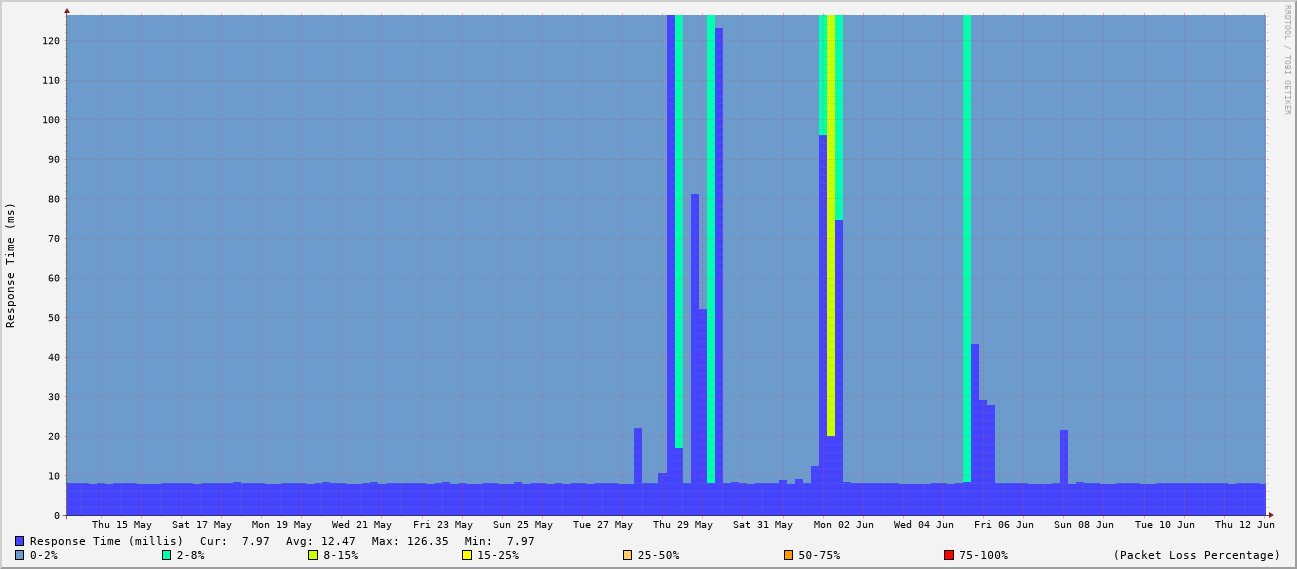 RRDTOOL / TOBI OETIKER
Response Time (ms)
120
110
100
90
80
70
60
50
40
30
20
10
0
Thu 15 May Sat 17 May Mon 19 May Wed 21 May Fri 23 May Sun 25 May Tue 27 May Thu 29 May Sat 31 May Mon 02 Jun Wed 04 Jun Fri 06 Jun Sun 08 Jun Tue 10 Jun Thu 12 Jun
Response Time (millis) Cur: 7.97 Avg: 12.47 Max: 126.35 Min: 7.97
0-2% 2-8% 8-15% 15-25% 25-50% 50-75% 75-100% (Packet Loss Percentage)